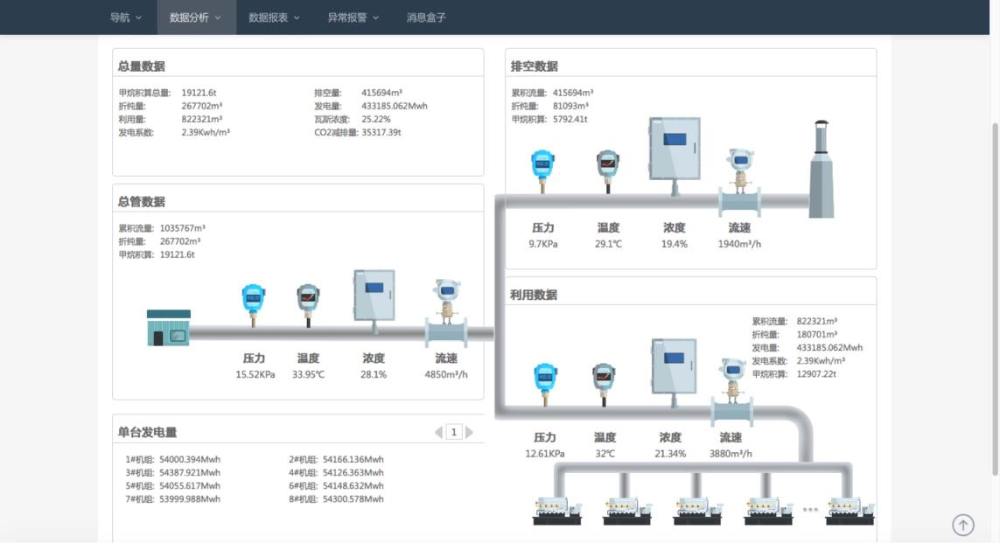 导航 数据分析 数据报表 异常报警 消息盒子
总量数据
甲烷积算总量: 19121.6t 排空量: 415694m³
折纯量: 267702m³ 发电量: 433185.062Mwh
利用量: 822321m³ 瓦斯浓度: 25.22%
发电系数: 2.39Kwh/m³ CO2减排量: 35317.39t
排空数据
累积流量: 415694m³
折纯量: 81093m³
甲烷积算: 5792.41t
压力 温度 浓度 流速
9.7KPa 29.1℃ 19.4% 1940m³/h
总管数据
累积流量: 1035767m³
折纯量: 267702m³
甲烷积算: 19121.6t
压力 温度 浓度 流速
15.52KPa 33.95℃ 28.1% 4850m³/h
利用数据
累积流量: 822321m³
折纯量: 180701m³
发电量: 433185.062Mwh
发电系数: 2.39Kwh/m³
甲烷积算: 12907.22t
压力 温度 浓度 流速
12.61KPa 32℃ 21.34% 3880m³/h
单台发电量 1
1#机组: 54000.394Mwh 2#机组: 54166.136Mwh
3#机组: 54387.921Mwh 4#机组: 54126.363Mwh
5#机组: 54055.617Mwh 6#机组: 54148.632Mwh
7#机组: 53999.988Mwh 8#机组: 54300.578Mwh